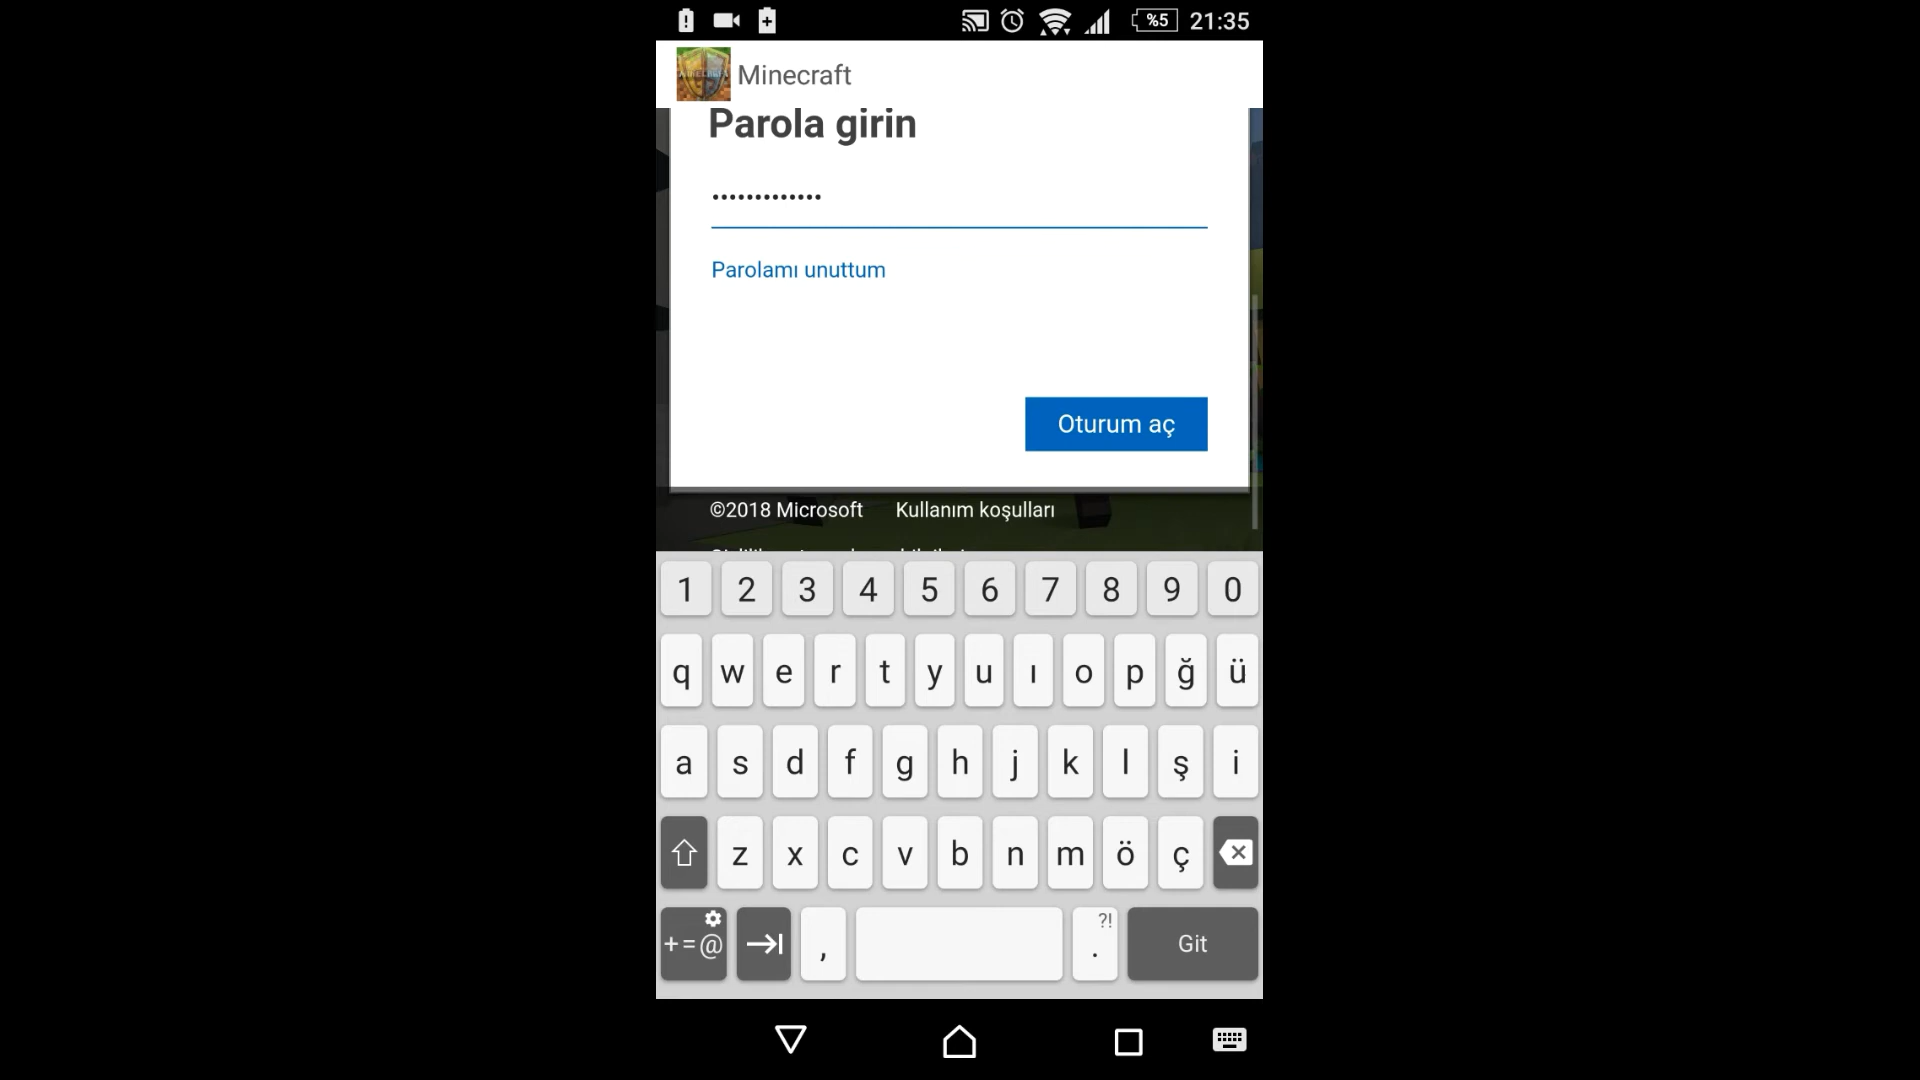 %5 21:35
Minecraft
Parola girin
•••••••••••••
Parolamı unuttum
Oturum aç
©2018 Microsoft Kullanım koşulları
1 2 3 4 5 6 7 8 9 0
q w e r t y u ı o p ğ ü
a s d f g h j k l ş i
z x c v b n m ö ç
+=@ , ?! . Git